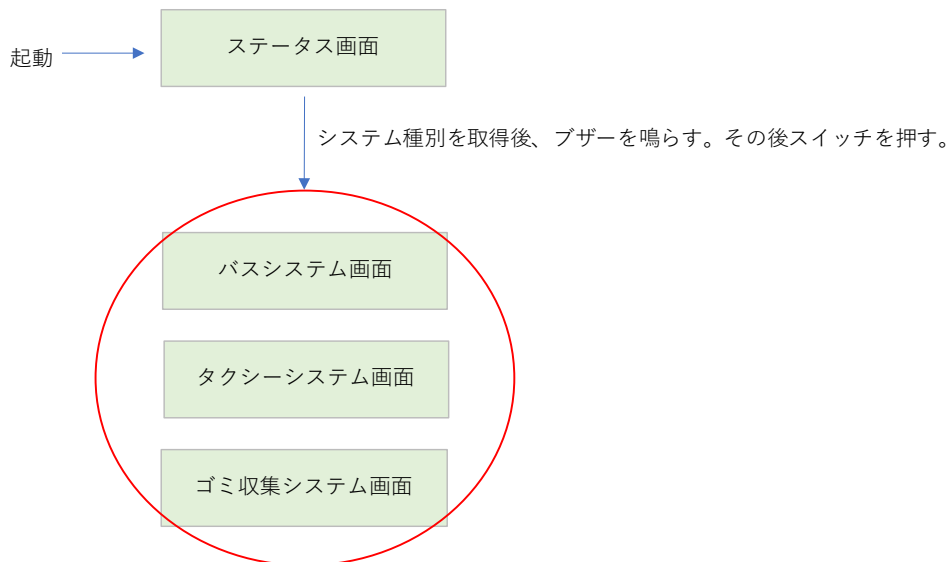 ステータス画面
起動
システム種別を取得後、ブザーを鳴らす。その後スイッチを押す。
バスシステム画面
タクシーシステム画面
ゴミ収集システム画面